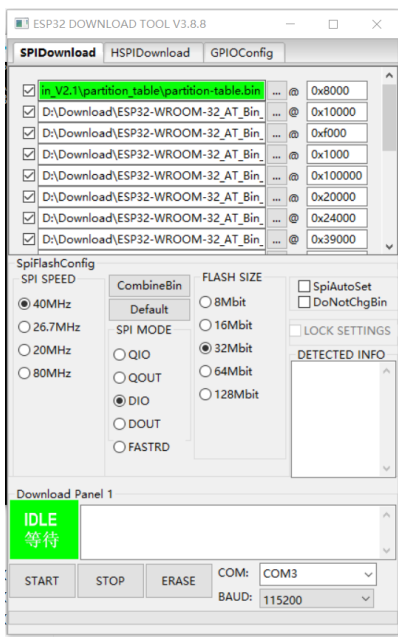 ESP32 DOWNLOAD TOOL V3.8.8
SPIDownload HSPIDownload GPIOConfig
in_V2.1\partition_table\partition-table.bin ... @ 0x8000
D:\Download\ESP32-WROOM-32_AT_Bin_ ... @ 0x10000
D:\Download\ESP32-WROOM-32_AT_Bin_ ... @ 0xf000
D:\Download\ESP32-WROOM-32_AT_Bin_ ... @ 0x1000
D:\Download\ESP32-WROOM-32_AT_Bin_ ... @ 0x100000
D:\Download\ESP32-WROOM-32_AT_Bin_ ... @ 0x20000
D:\Download\ESP32-WROOM-32_AT_Bin_ ... @ 0x24000
D:\Download\ESP32-WROOM-32_AT_Bin_ ... @ 0x39000
SpiFlashConfig
SPI SPEED
40MHz
26.7MHz
20MHz
80MHz
CombineBin
Default
SPI MODE
QIO
QOUT
DIO
DOUT
FASTRD
FLASH SIZE
8Mbit
16Mbit
32Mbit
64Mbit
128Mbit
SpiAutoSet
DoNotChgBin
LOCK SETTINGS
DETECTED INFO
Download Panel 1
IDLE
等待
START STOP ERASE
COM: COM3
BAUD: 115200